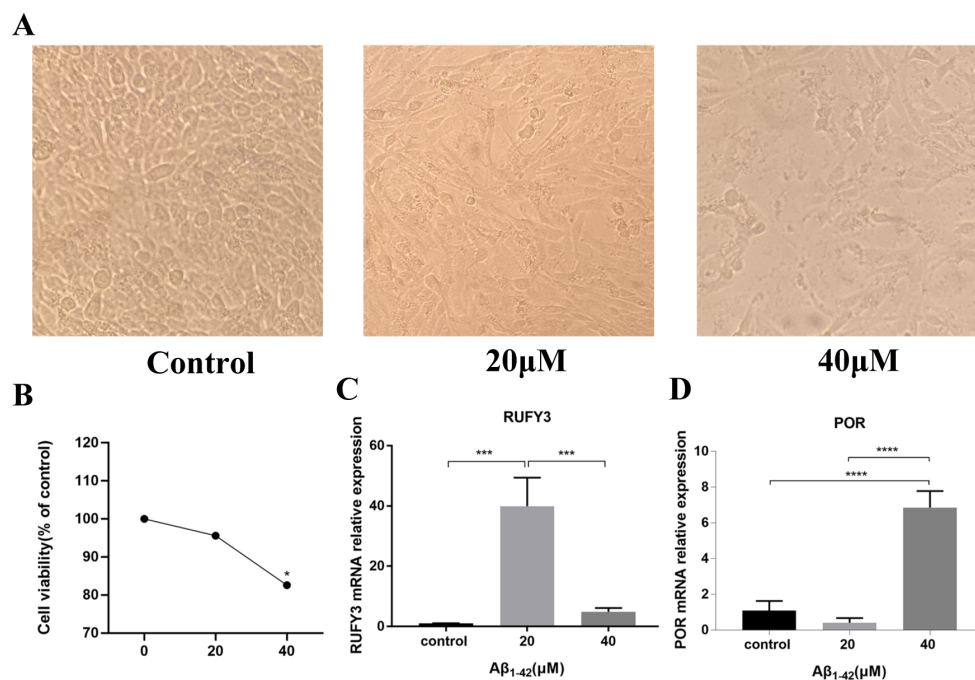 A
Control
20μM
40μM
B
Cell viability(% of control)
120
110
100
90
80
70
*
0
20
40
C
RUFY3
RUFY3 mRNA relative expression
60
40
20
0
***
***
control
20
40
Aβ1-42(μM)
D
POR
POR mRNA relative expression
10
8
6
4
2
0
****
****
control
20
40
Aβ1-42(μM)